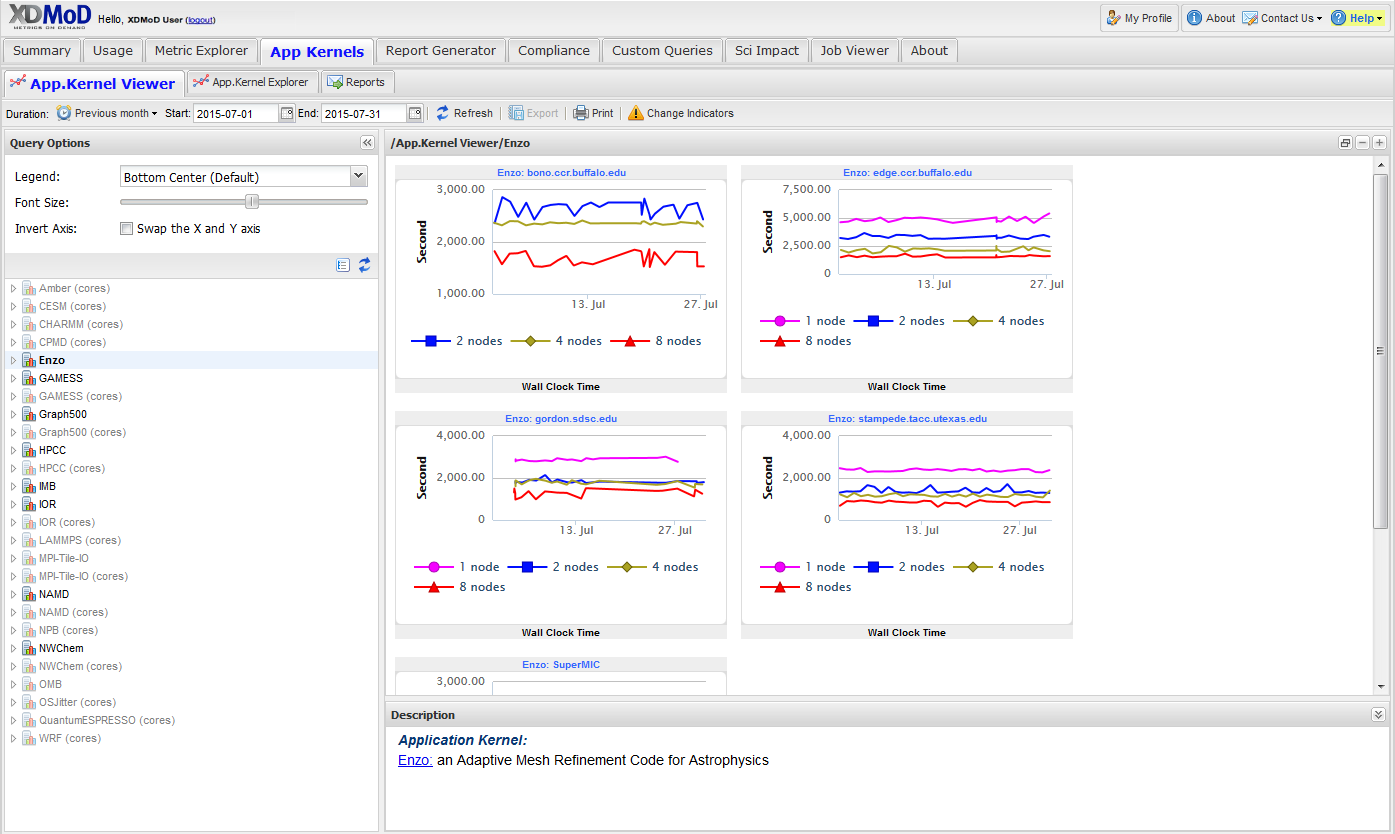 XDMoD
METRICS ON DEMAND
Hello, XDMoD User (logout)
My Profile
About
Contact Us
Help
Summary
Usage
Metric Explorer
App Kernels
Report Generator
Compliance
Custom Queries
Sci Impact
Job Viewer
About
App.Kernel Viewer
App.Kernel Explorer
Reports
Duration:
Previous month
Start: 2015-07-01
End: 2015-07-31
Refresh
Export
Print
Change Indicators
Query Options
Legend: Bottom Center (Default)
Font Size:
Invert Axis: Swap the X and Y axis
Amber (cores)
CESM (cores)
CHARMM (cores)
CPMD (cores)
Enzo
GAMESS
GAMESS (cores)
Graph500
Graph500 (cores)
HPCC
HPCC (cores)
IMB
IOR
IOR (cores)
LAMMPS (cores)
MPI-Tile-IO
MPI-Tile-IO (cores)
NAMD
NAMD (cores)
NPB (cores)
NWChem
NWChem (cores)
OMB
OSJitter (cores)
QuantumESPRESSO (cores)
WRF (cores)
/App.Kernel Viewer/Enzo
Enzo: bono.ccr.buffalo.edu
Second
3,000.00
2,000.00
1,000.00
13. Jul
27. Jul
2 nodes
4 nodes
8 nodes
Wall Clock Time
Enzo: edge.ccr.buffalo.edu
Second
7,500.00
5,000.00
2,500.00
0
13. Jul
27. Jul
1 node
2 nodes
4 nodes
8 nodes
Wall Clock Time
Enzo: gordon.sdsc.edu
Second
4,000.00
2,000.00
0
13. Jul
27. Jul
1 node
2 nodes
4 nodes
8 nodes
Wall Clock Time
Enzo: stampede.tacc.utexas.edu
Second
4,000.00
2,000.00
0
13. Jul
27. Jul
1 node
2 nodes
4 nodes
8 nodes
Wall Clock Time
Enzo: SuperMIC
3,000.00
Description
Application Kernel:
Enzo: an Adaptive Mesh Refinement Code for Astrophysics